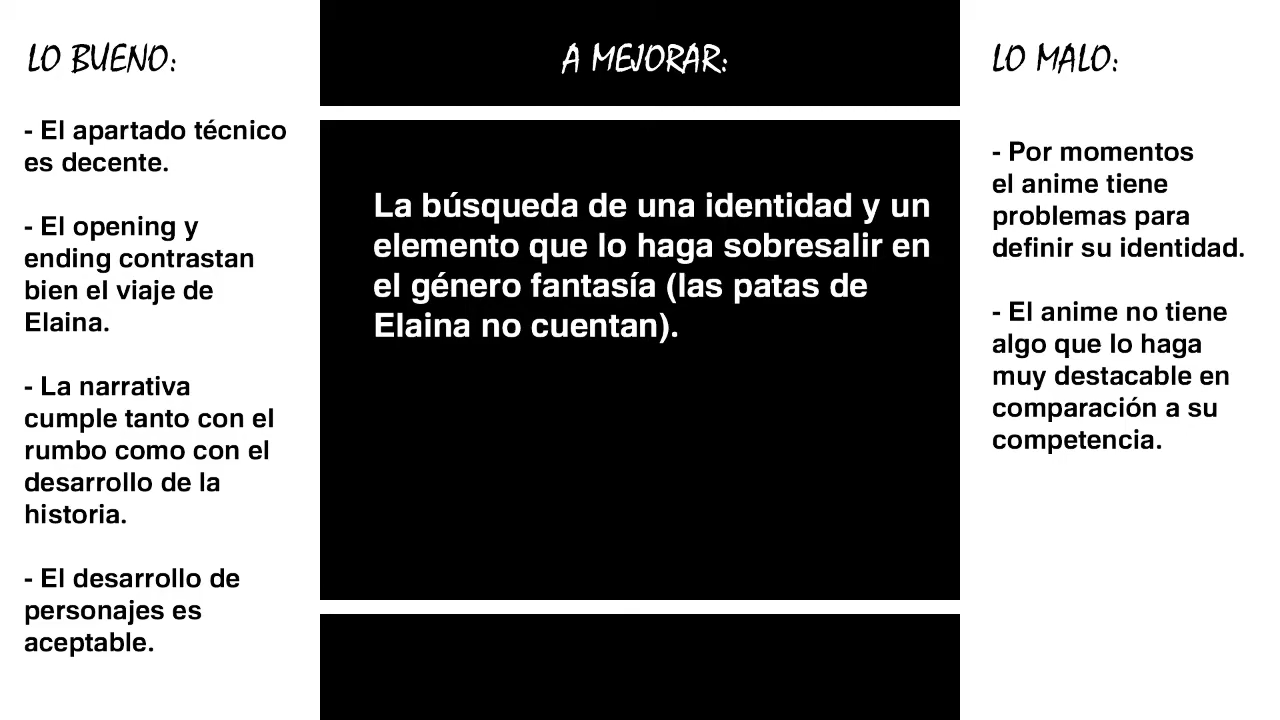 LO BUENO:
- El apartado técnico
es decente.
- El opening y
ending contrastan
bien el viaje de
Elaina.
- La narrativa
cumple tanto con el
rumbo como con el
desarrollo de la
historia.
- El desarrollo de
personajes es
aceptable.
A MEJORAR:
La búsqueda de una identidad y un
elemento que lo haga sobresalir en
el género fantasía (las patas de
Elaina no cuentan).
LO MALO:
- Por momentos
el anime tiene
problemas para
definir su identidad.
- El anime no tiene
algo que lo haga
muy destacable en
comparación a su
competencia.